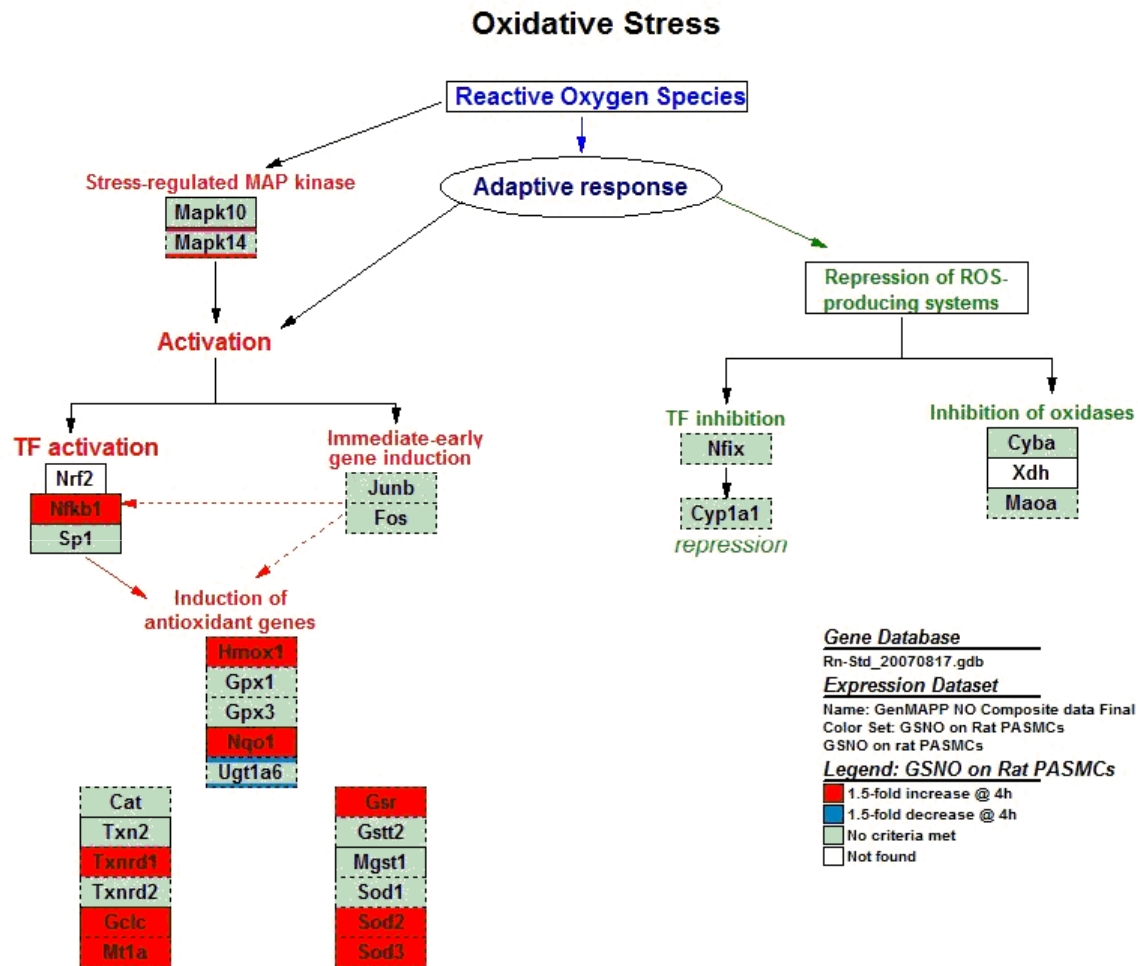 Oxidative Stress
Reactive Oxygen Species
Stress-regulated MAP kinase
Mapk10
Mapk14
Adaptive response
Repression of ROS-
producing systems
Activation
TF activation
Nrf2
Nfkb1
Sp1
Immediate-early
gene induction
Junb
Fos
TF inhibition
Nfix
Cyp1a1
repression
Inhibition of oxidases
Cyba
Xdh
Maoa
Induction of
antioxidant genes
Hmox1
Gpx1
Gpx3
Nqo1
Ugt1a6
Cat
Txn2
Txnrd1
Txnrd2
Gclc
Mt1a
Gsr
Gstt2
Mgst1
Sod1
Sod2
Sod3
Gene Database
Rn-Std_20070817.gdb
Expression Dataset
Name: GenMAPP NO Composite data Final
Color Set: GSNO on Rat PASMCs
GSNO on rat PASMCs
Legend: GSNO on Rat PASMCs
1.5-fold increase @ 4h
1.5-fold decrease @ 4h
No criteria met
Not found